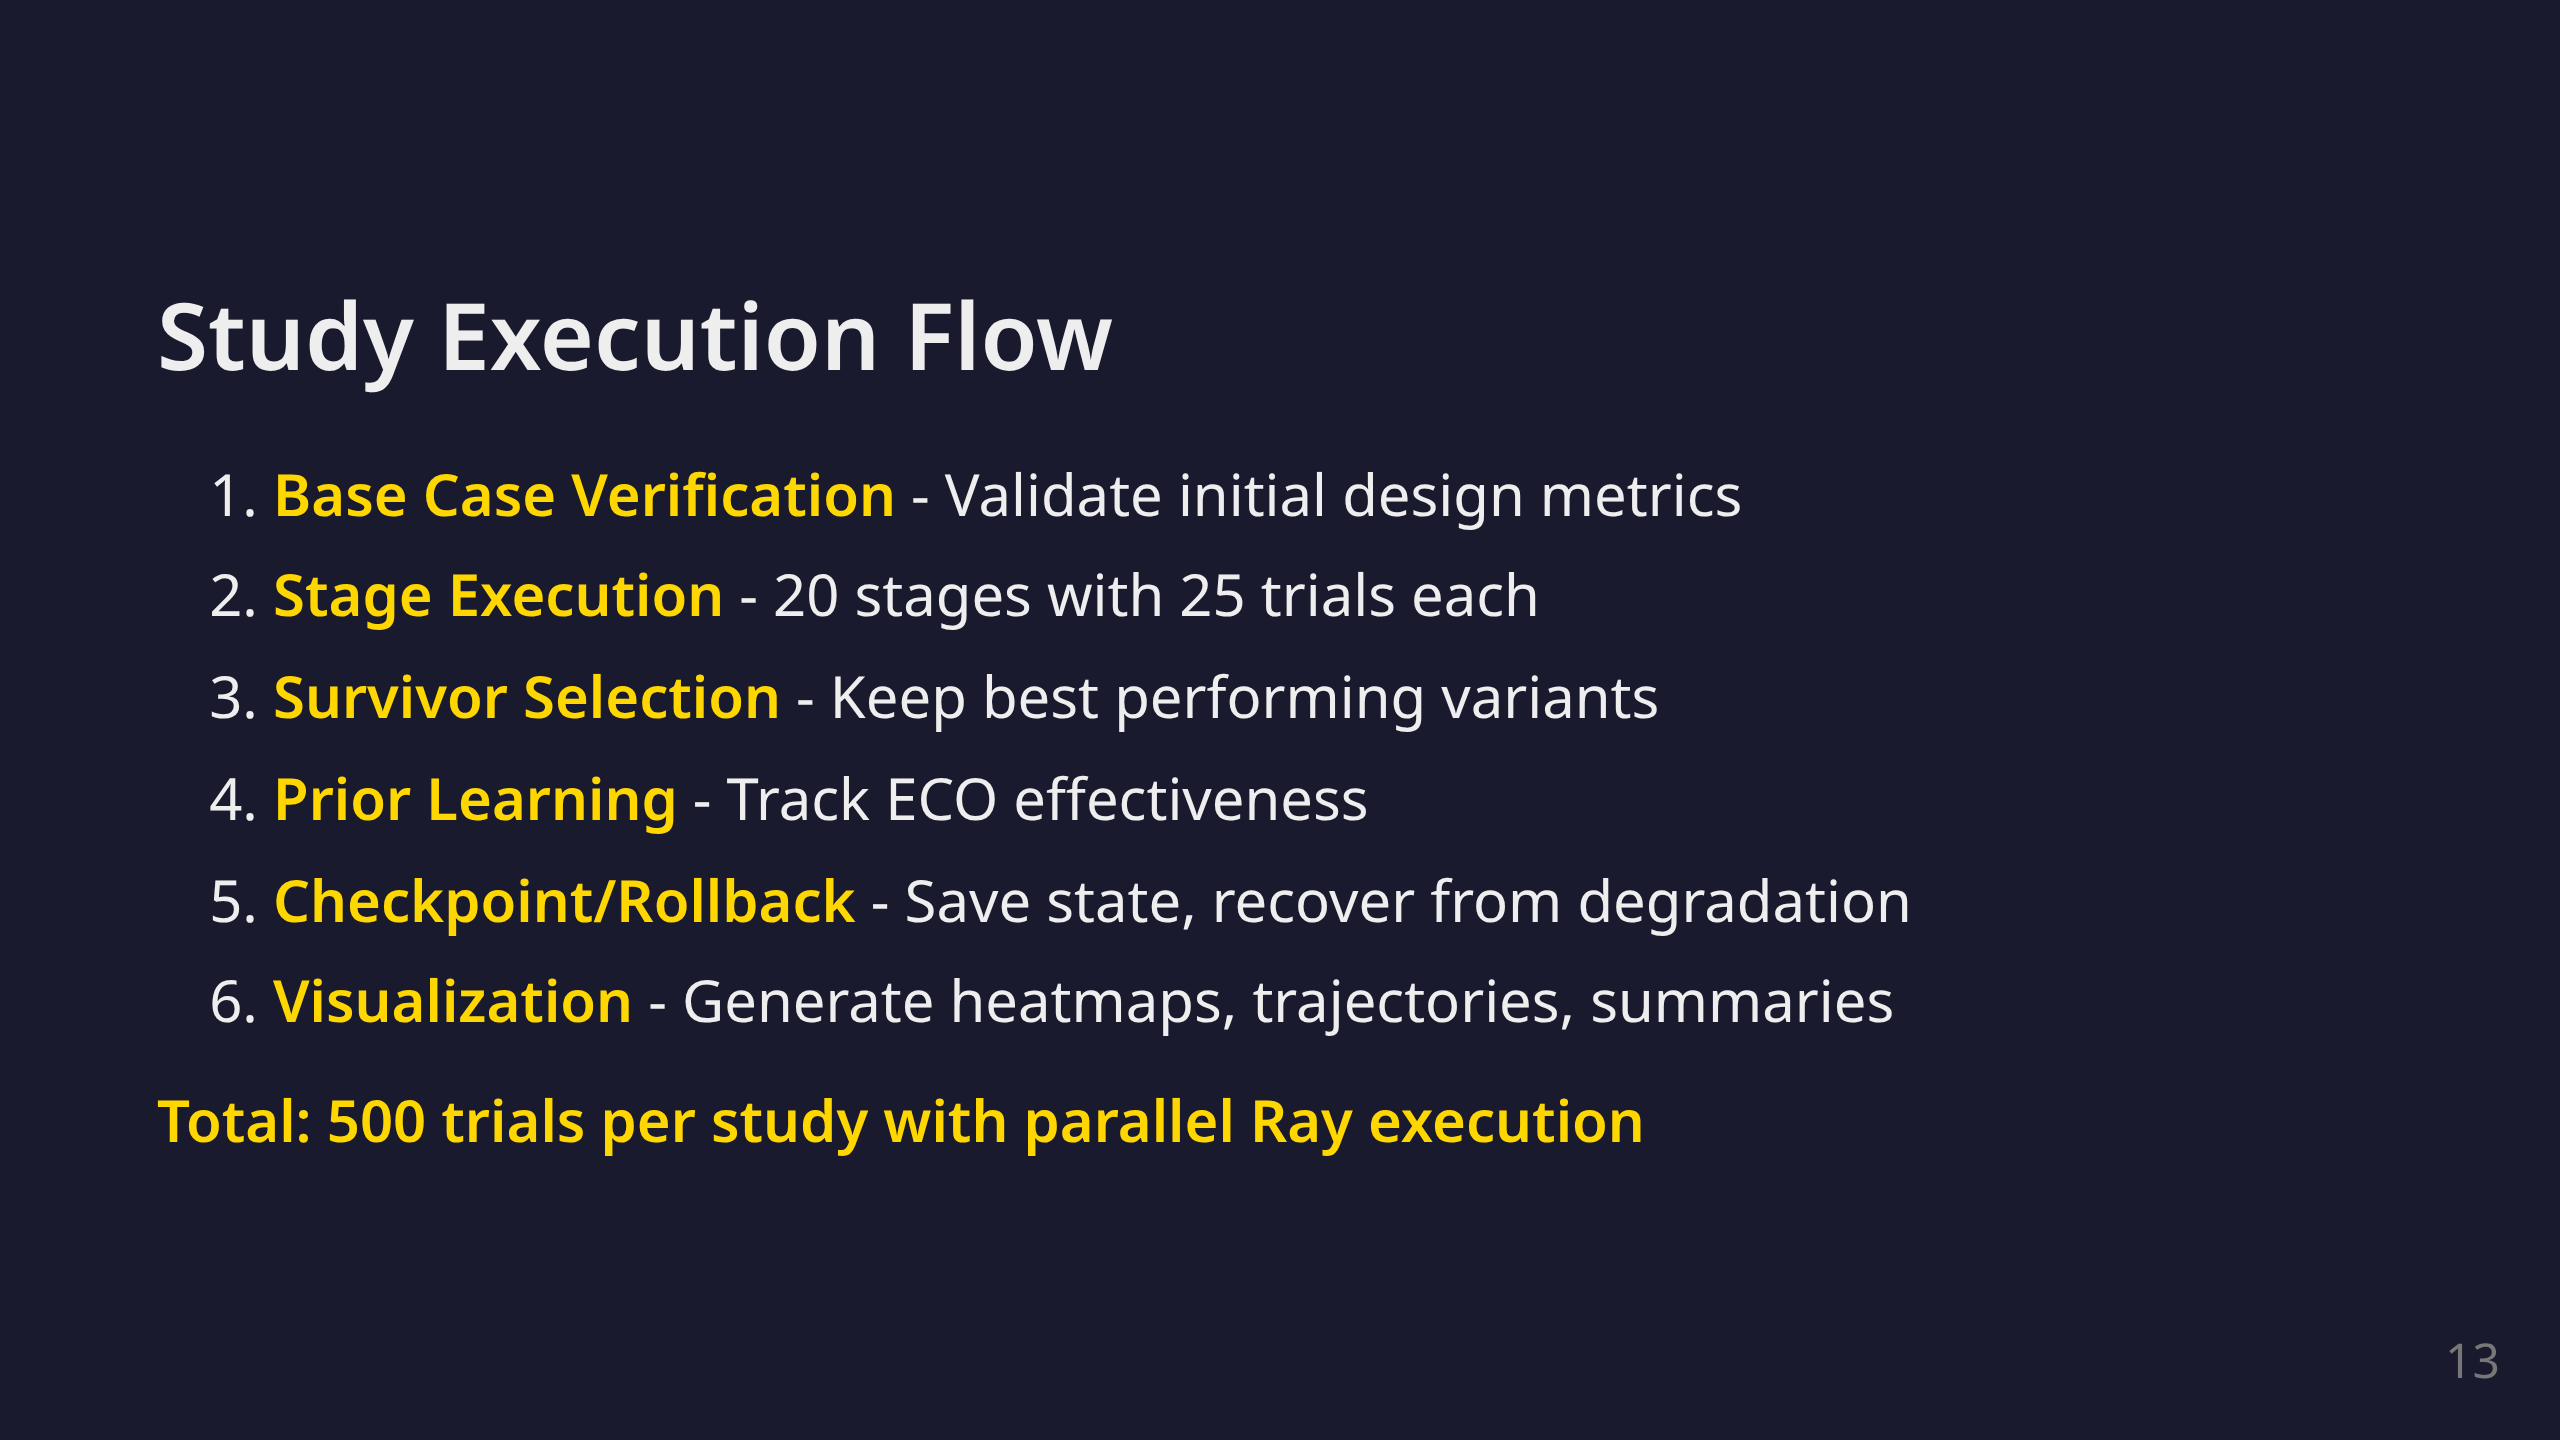 Study Execution Flow
1. Base Case Verification - Validate initial design metrics
2. Stage Execution - 20 stages with 25 trials each
3. Survivor Selection - Keep best performing variants
4. Prior Learning - Track ECO effectiveness
5. Checkpoint/Rollback - Save state, recover from degradation
6. Visualization - Generate heatmaps, trajectories, summaries
Total: 500 trials per study with parallel Ray execution
13